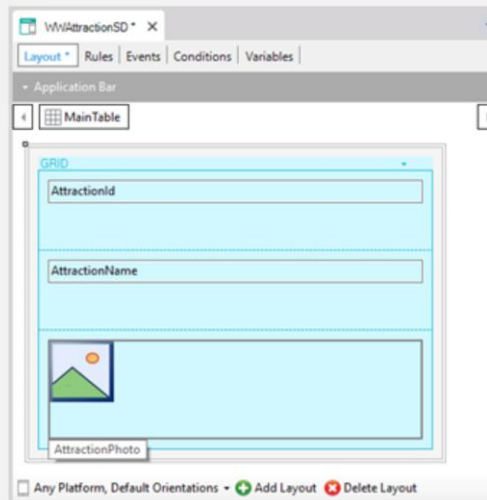 WWAttractionSD *
Layout * Rules Events Conditions Variables
Application Bar
MainTable
GRID
AttractionId
AttractionName
AttractionPhoto
Any Platform, Default Orientations Add Layout Delete Layout